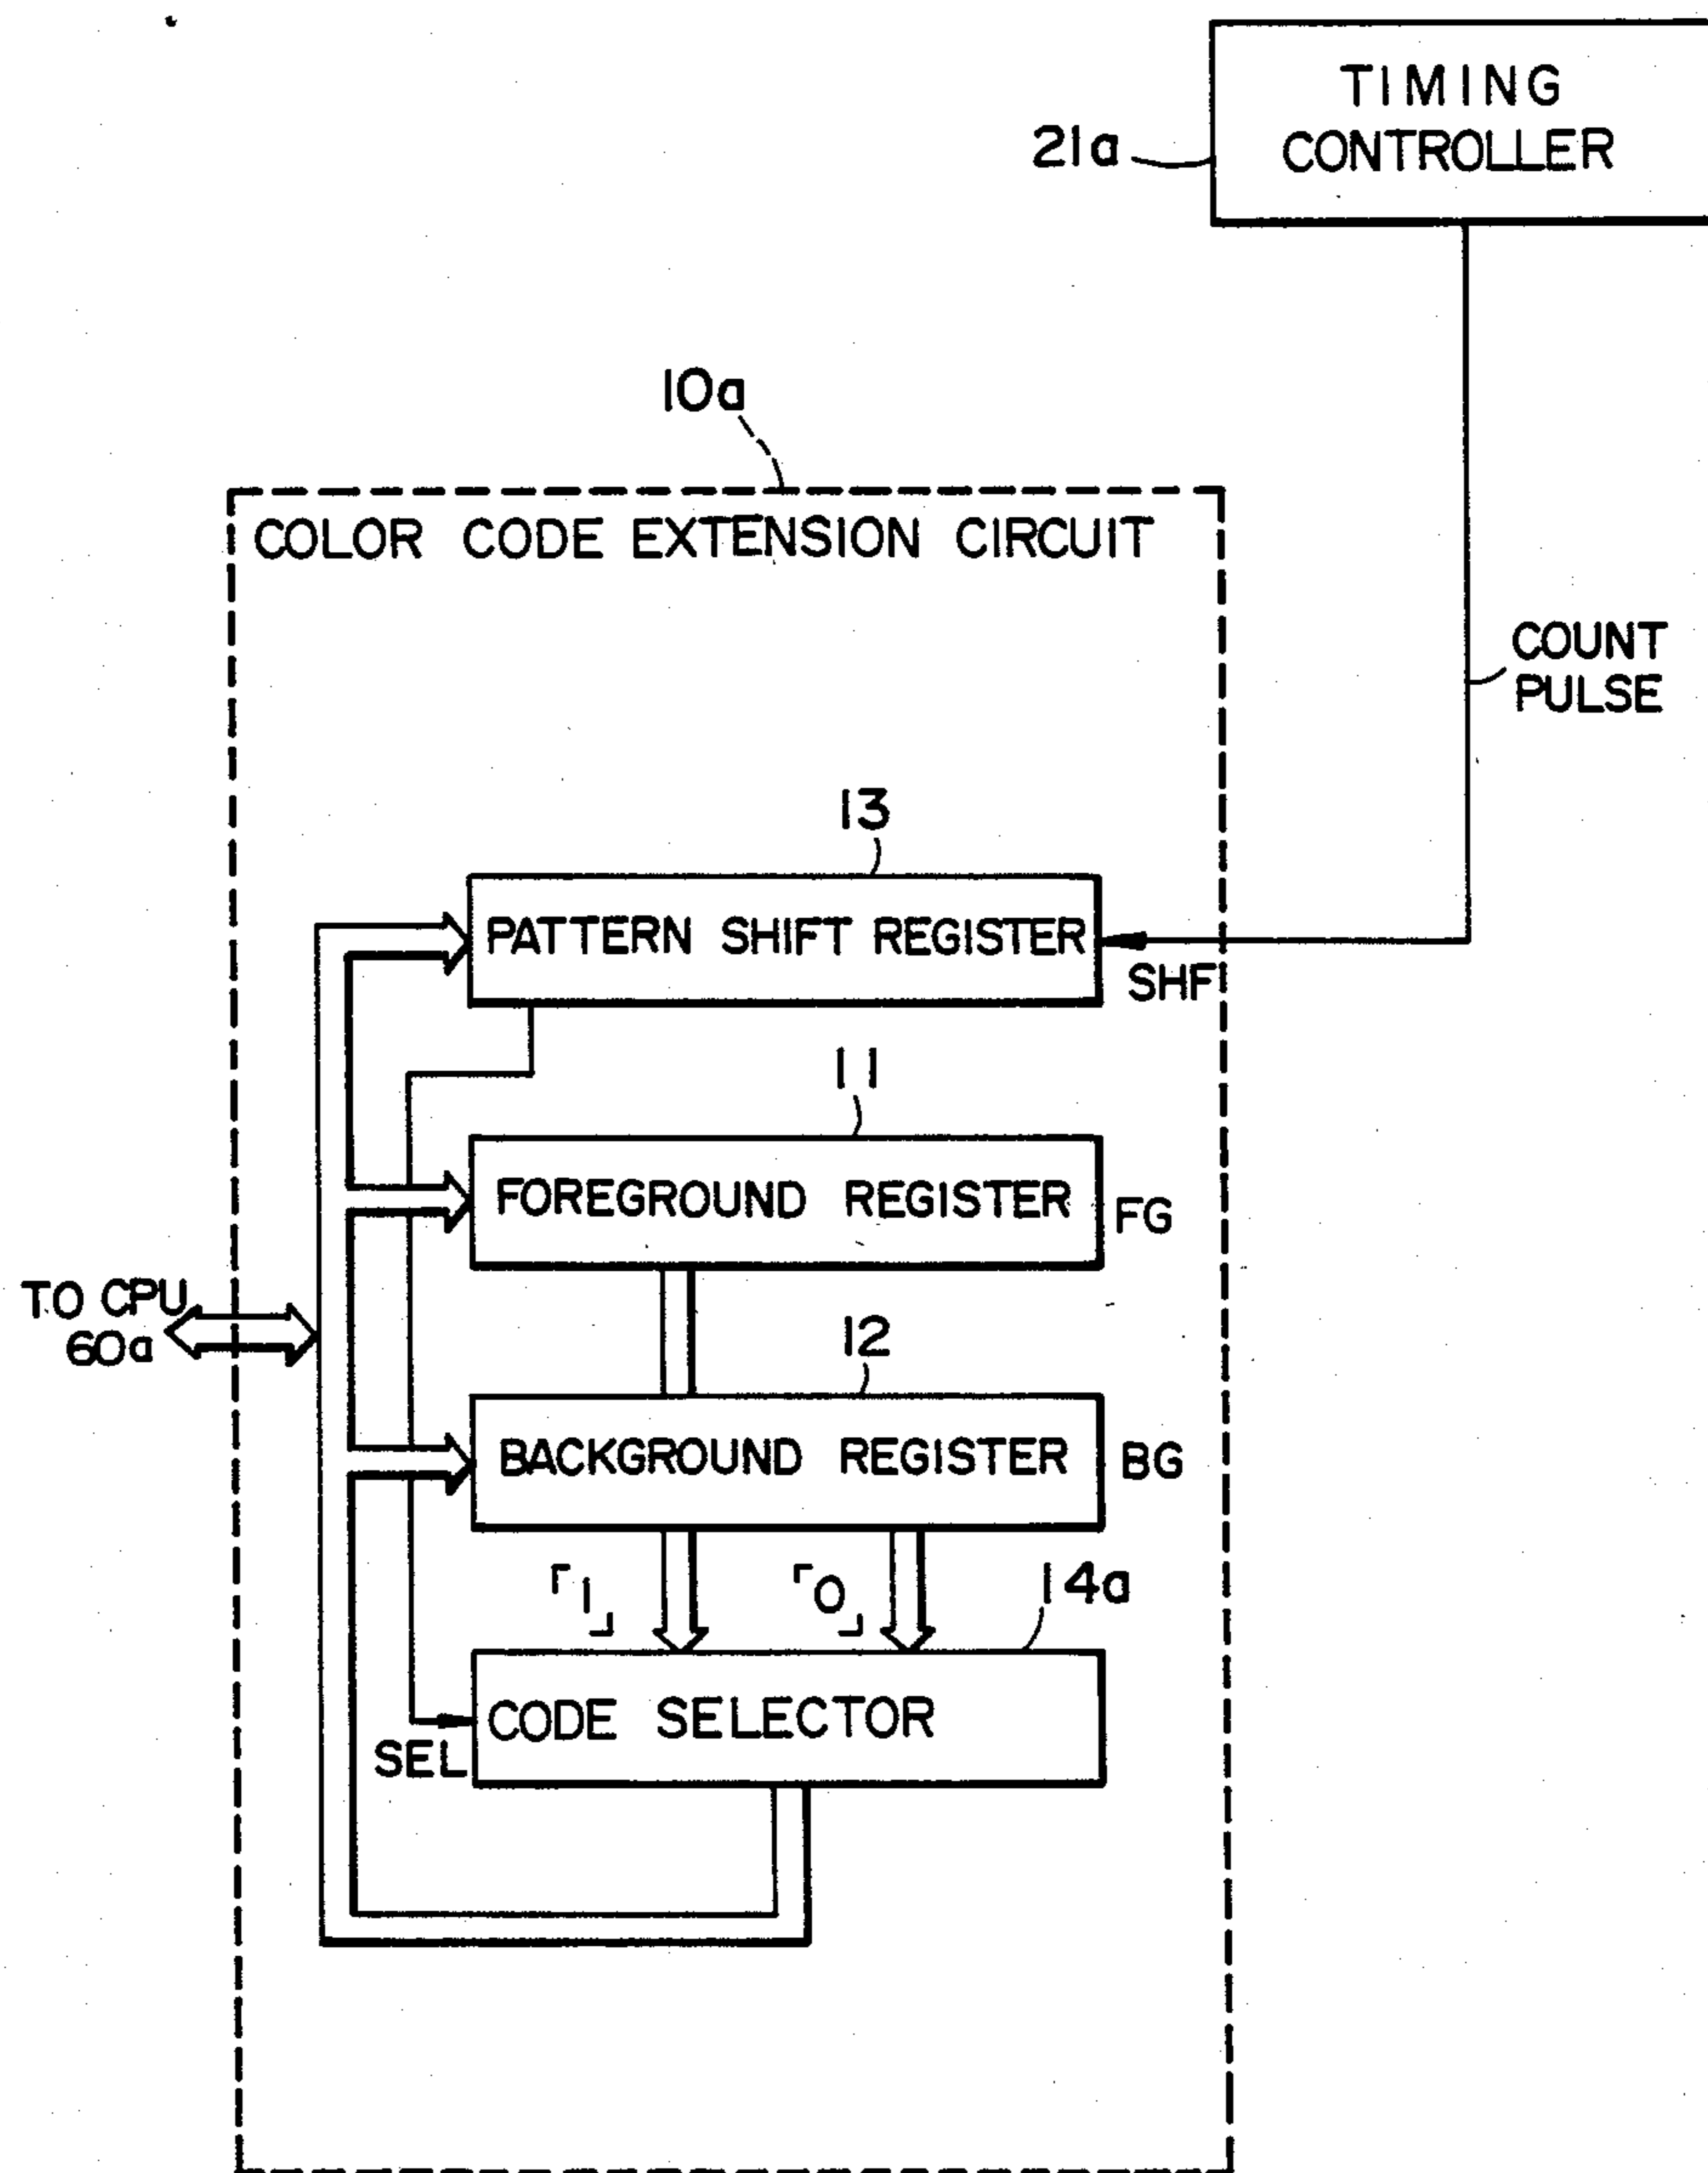 TIMING
CONTROLLER
21a
10a
COLOR CODE EXTENSION CIRCUIT
COUNT
PULSE
13
PATTERN SHIFT REGISTER
SHF
11
FOREGROUND REGISTER
FG
TO CPU
60a
12
BACKGROUND REGISTER
BG
「1」
「0」
14a
CODE SELECTOR
SEL